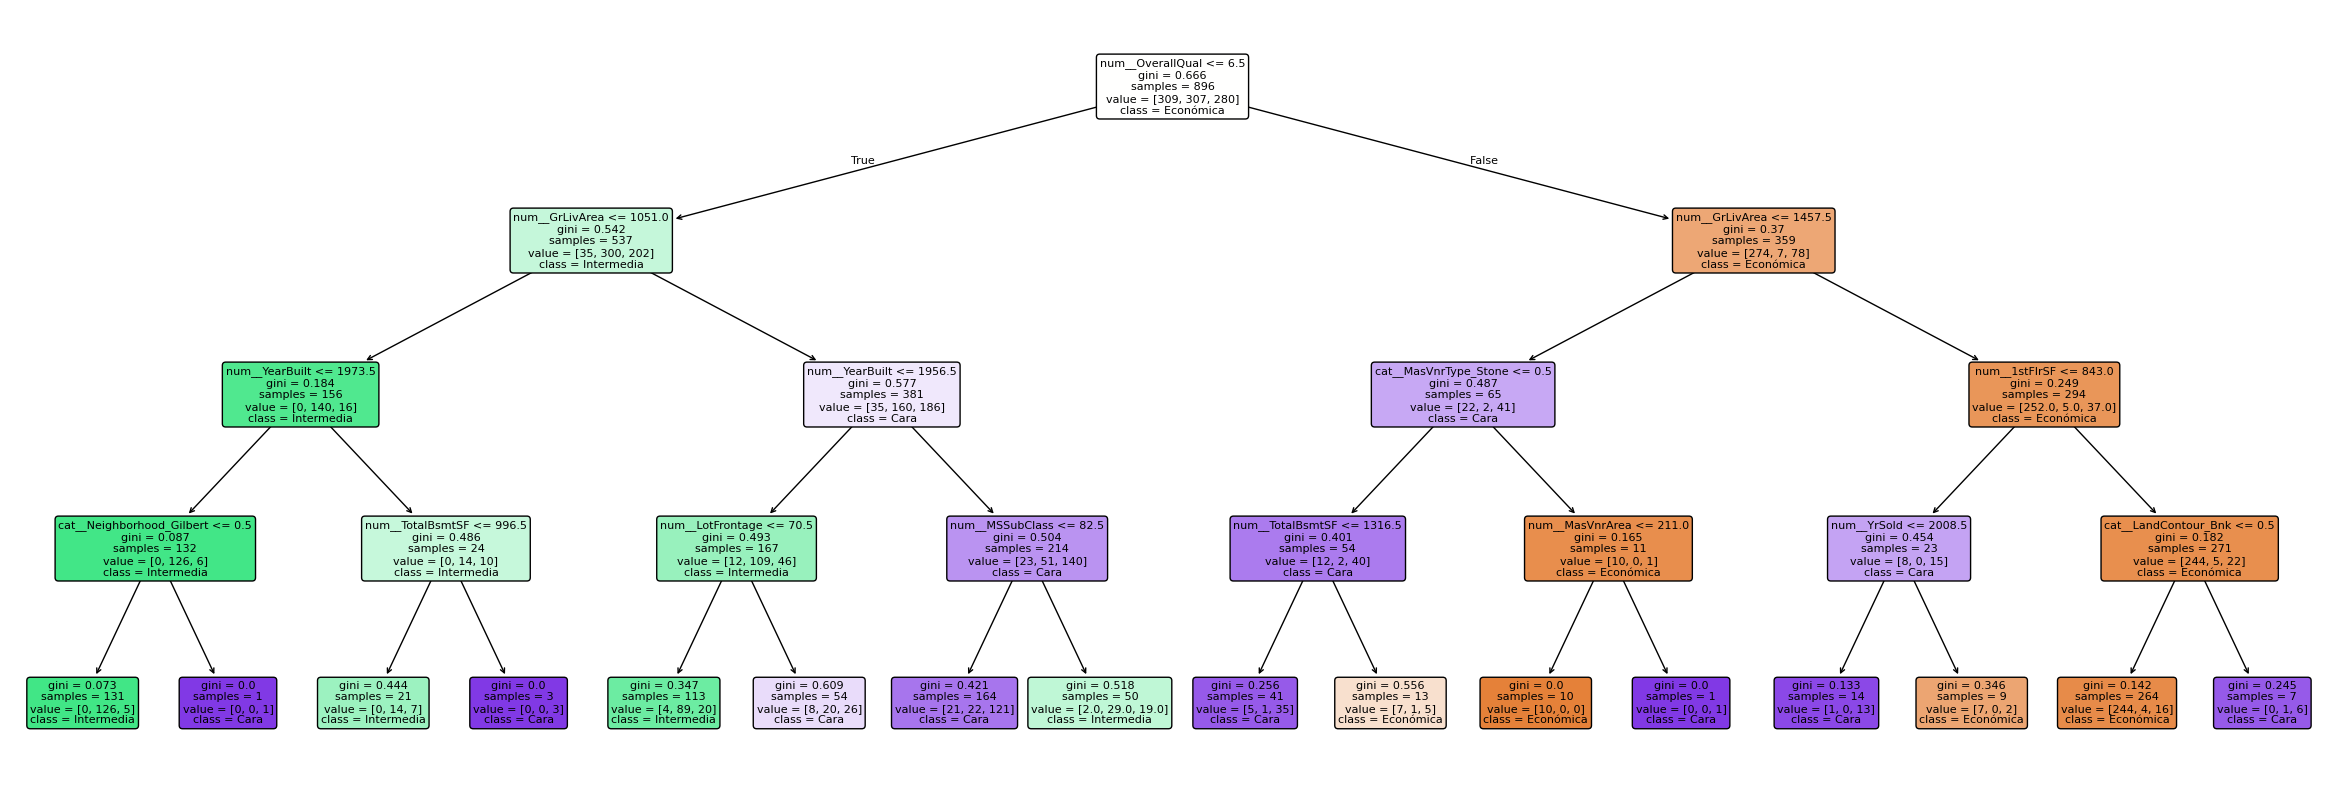 num__OverallQual <= 6.5
gini = 0.666
samples = 896
value = [309, 307, 280]
class = Económica
True
False
num__GrLivArea <= 1051.0
gini = 0.542
samples = 537
value = [35, 300, 202]
class = Intermedia
num__GrLivArea <= 1457.5
gini = 0.37
samples = 359
value = [274, 7, 78]
class = Económica
num__YearBuilt <= 1973.5
gini = 0.184
samples = 156
value = [0, 140, 16]
class = Intermedia
num__YearBuilt <= 1956.5
gini = 0.577
samples = 381
value = [35, 160, 186]
class = Cara
cat__MasVnrType_Stone <= 0.5
gini = 0.487
samples = 65
value = [22, 2, 41]
class = Cara
num__1stFlrSF <= 843.0
gini = 0.249
samples = 294
value = [252.0, 5.0, 37.0]
class = Económica
cat__Neighborhood_Gilbert <= 0.5
gini = 0.087
samples = 132
value = [0, 126, 6]
class = Intermedia
num__TotalBsmtSF <= 996.5
gini = 0.486
samples = 24
value = [0, 14, 10]
class = Intermedia
num__LotFrontage <= 70.5
gini = 0.493
samples = 167
value = [12, 109, 46]
class = Intermedia
num__MSSubClass <= 82.5
gini = 0.504
samples = 214
value = [23, 51, 140]
class = Cara
num__TotalBsmtSF <= 1316.5
gini = 0.401
samples = 54
value = [12, 2, 40]
class = Cara
num__MasVnrArea <= 211.0
gini = 0.165
samples = 11
value = [10, 0, 1]
class = Económica
num__YrSold <= 2008.5
gini = 0.454
samples = 23
value = [8, 0, 15]
class = Cara
cat__LandContour_Bnk <= 0.5
gini = 0.182
samples = 271
value = [244, 5, 22]
class = Económica
gini = 0.073
samples = 131
value = [0, 126, 5]
class = Intermedia
gini = 0.0
samples = 1
value = [0, 0, 1]
class = Cara
gini = 0.444
samples = 21
value = [0, 14, 7]
class = Intermedia
gini = 0.0
samples = 3
value = [0, 0, 3]
class = Cara
gini = 0.347
samples = 113
value = [4, 89, 20]
class = Intermedia
gini = 0.609
samples = 54
value = [8, 20, 26]
class = Cara
gini = 0.421
samples = 164
value = [21, 22, 121]
class = Cara
gini = 0.518
samples = 50
value = [2.0, 29.0, 19.0]
class = Intermedia
gini = 0.256
samples = 41
value = [5, 1, 35]
class = Cara
gini = 0.556
samples = 13
value = [7, 1, 5]
class = Económica
gini = 0.0
samples = 10
value = [10, 0, 0]
class = Económica
gini = 0.0
samples = 1
value = [0, 0, 1]
class = Cara
gini = 0.133
samples = 14
value = [1, 0, 13]
class = Cara
gini = 0.346
samples = 9
value = [7, 0, 2]
class = Económica
gini = 0.142
samples = 264
value = [244, 4, 16]
class = Económica
gini = 0.245
samples = 7
value = [0, 1, 6]
class = Cara